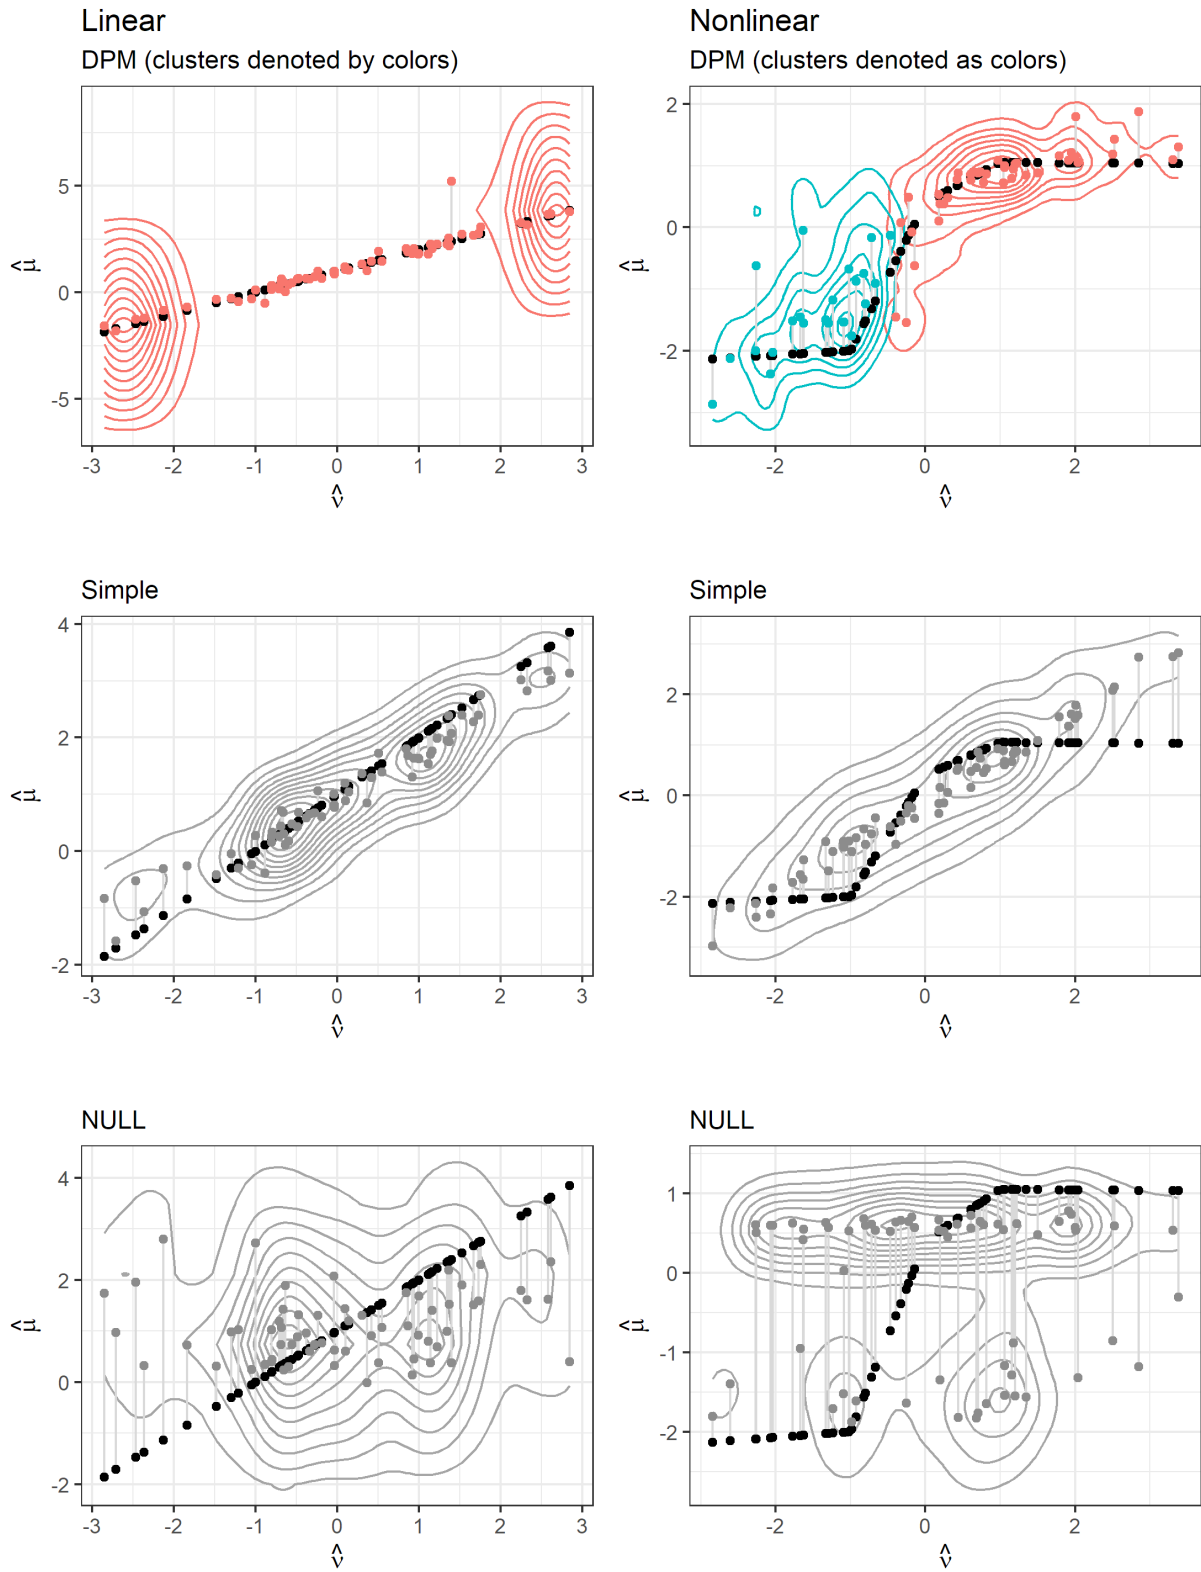 Linear
DPM (clusters denoted by colors)
5
0
-5
-3 -2 -1 0 1 2 3
μ̂
ν̂
Nonlinear
DPM (clusters denoted as colors)
2
0
-2
-2 0 2
μ̂
ν̂
Simple
4
2
0
-2
-3 -2 -1 0 1 2 3
μ̂
ν̂
Simple
2
0
-2
-2 0 2
μ̂
ν̂
NULL
4
2
0
-2
-3 -2 -1 0 1 2 3
μ̂
ν̂
NULL
1
0
-1
-2
-2 0 2
μ̂
ν̂